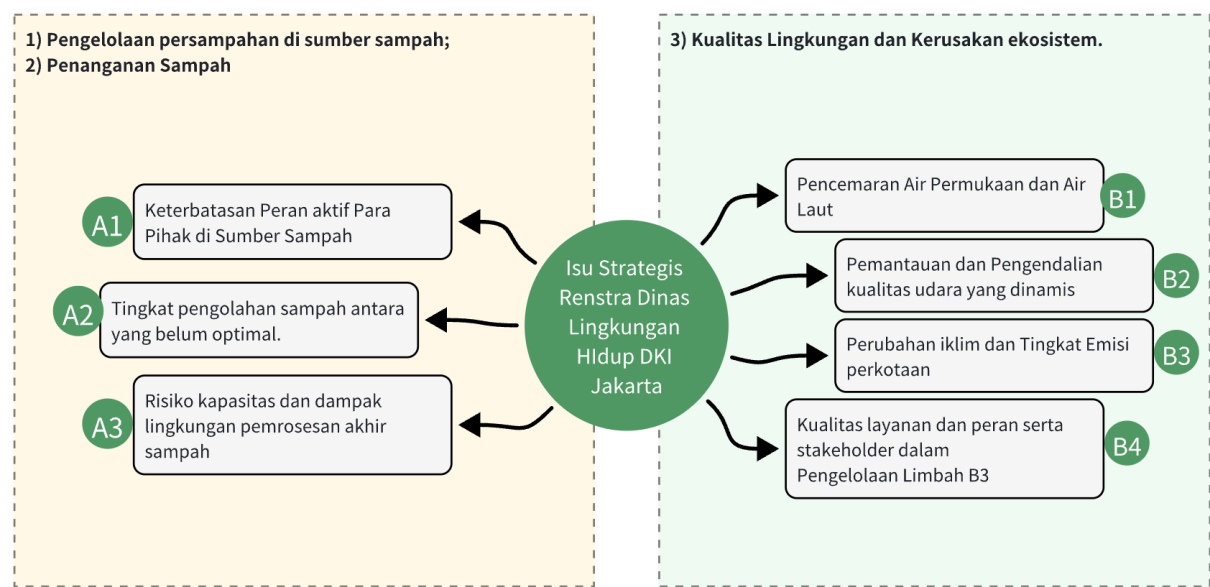 1) Pengelolaan persampahan di sumber sampah;
2) Penanganan Sampah
A1
Keterbatasan Peran aktif Para
Pihak di Sumber Sampah
A2
Tingkat pengolahan sampah antara
yang belum optimal.
A3
Risiko kapasitas dan dampak
lingkungan pemrosesan akhir
sampah
Isu Strategis
Renstra Dinas
Lingkungan
HIdup DKI
Jakarta
3) Kualitas Lingkungan dan Kerusakan ekosistem.
Pencemaran Air Permukaan dan Air
Laut
B1
Pemantauan dan Pengendalian
kualitas udara yang dinamis
B2
Perubahan iklim dan Tingkat Emisi
perkotaan
B3
Kualitas layanan dan peran serta
stakeholder dalam
Pengelolaan Limbah B3
B4